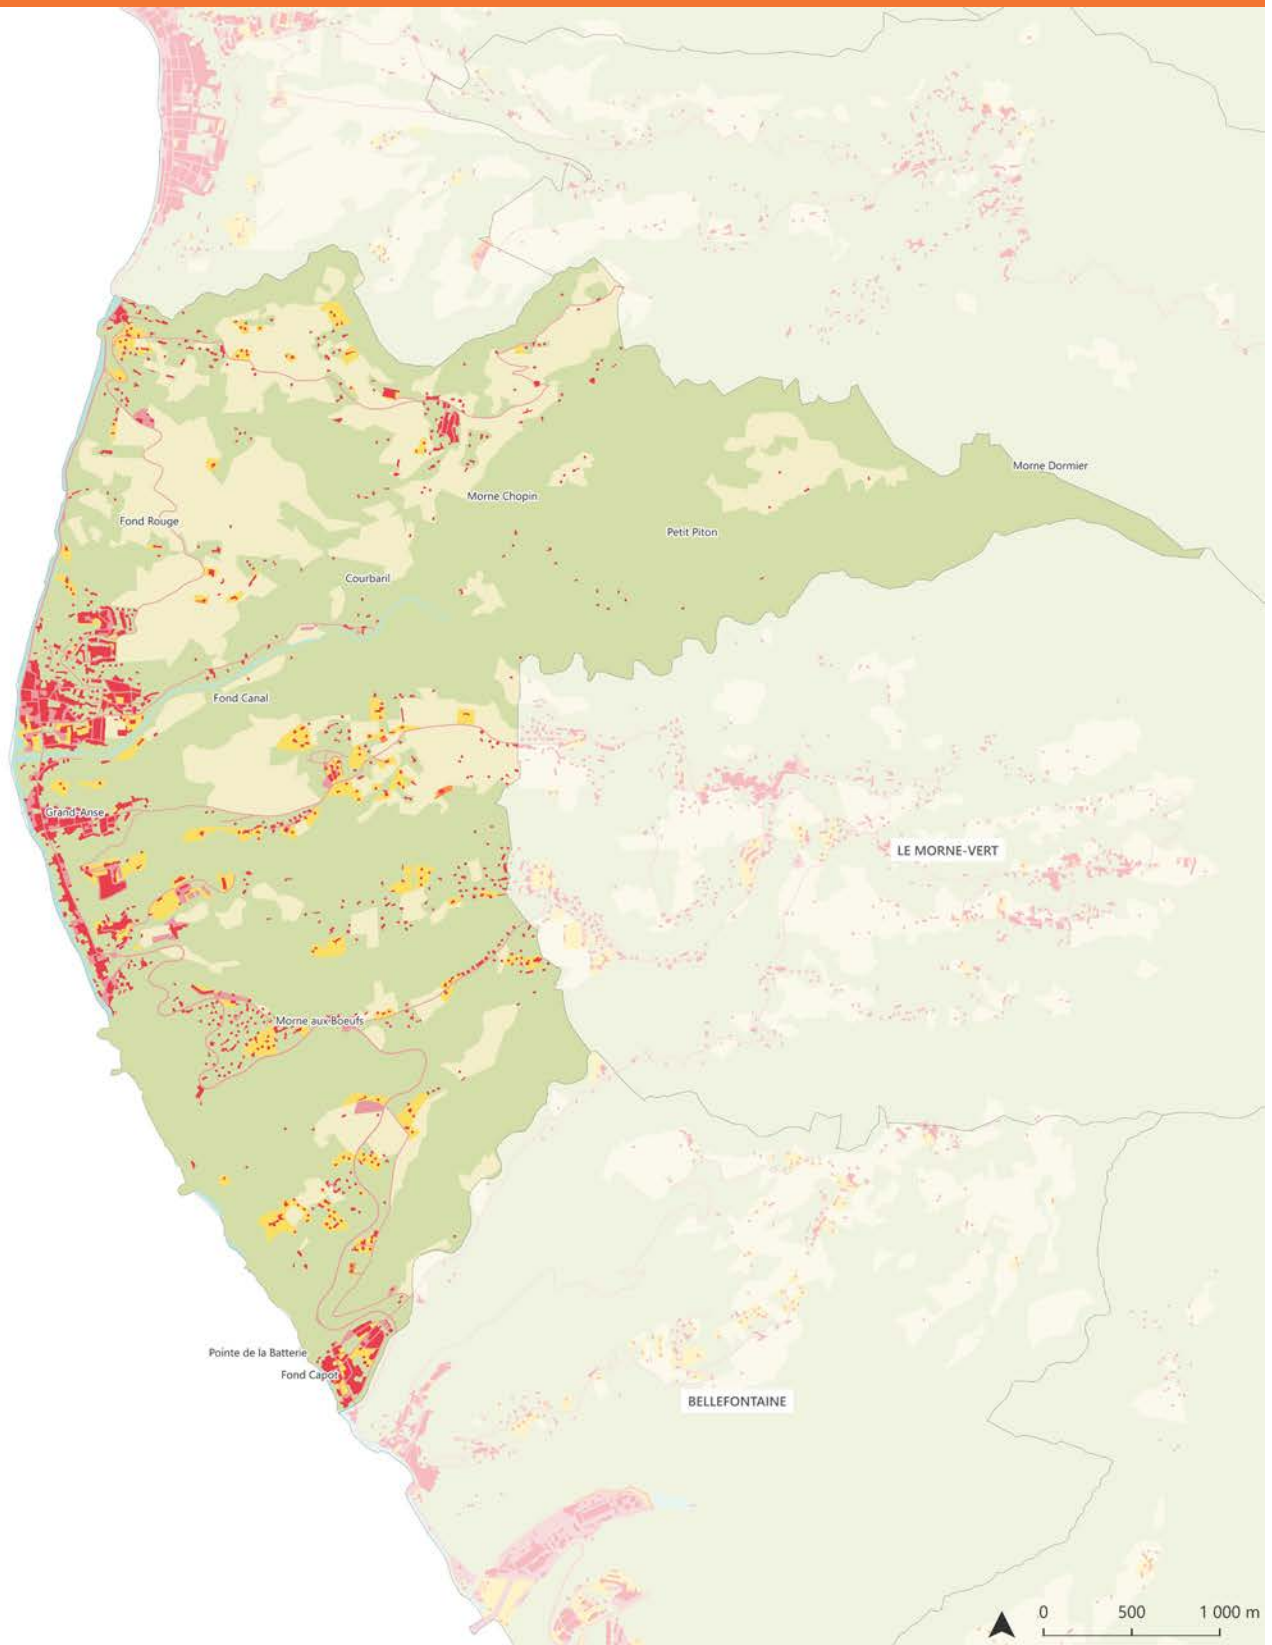 Morne Dormier
Morne Chopin
Fond Rouge
Petit Piton
Courbaril
Fond Canal
Grand-Anse
LE MORNE-VERT
Morne aux Boeufs
Pointe de la Batterie
Fond Capot
BELLEFONTAINE
0 500 1 000 m